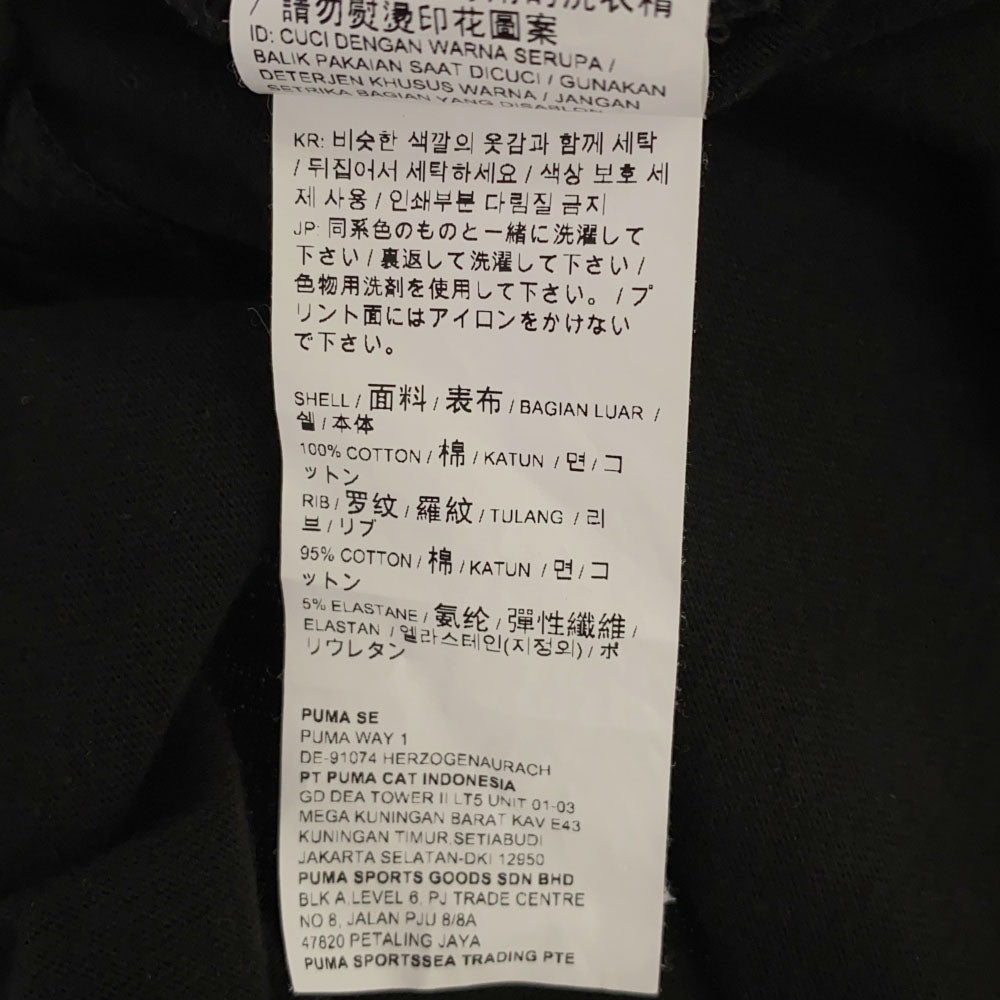 / 請勿熨燙印花圖案
ID: CUCI DENGAN WARNA SERUPA /
BALIK PAKAIAN SAAT DICUCI / GUNAKAN
DETERJEN KHUSUS WARNA / JANGAN
SETRIKA BAGIAN YANG DISABLON
KR: 비슷한 색깔의 옷감과 함께 세탁
/ 뒤집어서 세탁하세요 / 색상 보호 세
제 사용 / 인쇄부분 다림질 금지
JP: 同系色のものと一緒に洗濯して
下さい / 裏返して洗濯して下さい /
色物用洗剤を使用して下さい。 / プ
リント面にはアイロンをかけない
で下さい。
SHELL / 面料 / 表布 / BAGIAN LUAR /
쉘 / 本体
100% COTTON / 棉 / KATUN / 면 / コ
ットン
RIB / 罗纹 / 羅紋 / TULANG / 리
브 / リブ
95% COTTON / 棉 / KATUN / 면 / コ
ットン
5% ELASTANE / 氨纶 / 彈性纖維 /
ELASTAN / 엘라스테인(지정외) / ポ
リウレタン
PUMA SE
PUMA WAY 1
DE-91074 HERZOGENAURACH
PT PUMA CAT INDONESIA
GD DEA TOWER II LT5 UNIT 01-03
MEGA KUNINGAN BARAT KAV E43
KUNINGAN TIMUR,SETIABUDI
JAKARTA SELATAN-DKI 12950
PUMA SPORTS GOODS SDN BHD
BLK A,LEVEL 6, PJ TRADE CENTRE
NO 8, JALAN PJU 8/8A
47820 PETALING JAYA
PUMA SPORTSSEA TRADING PTE